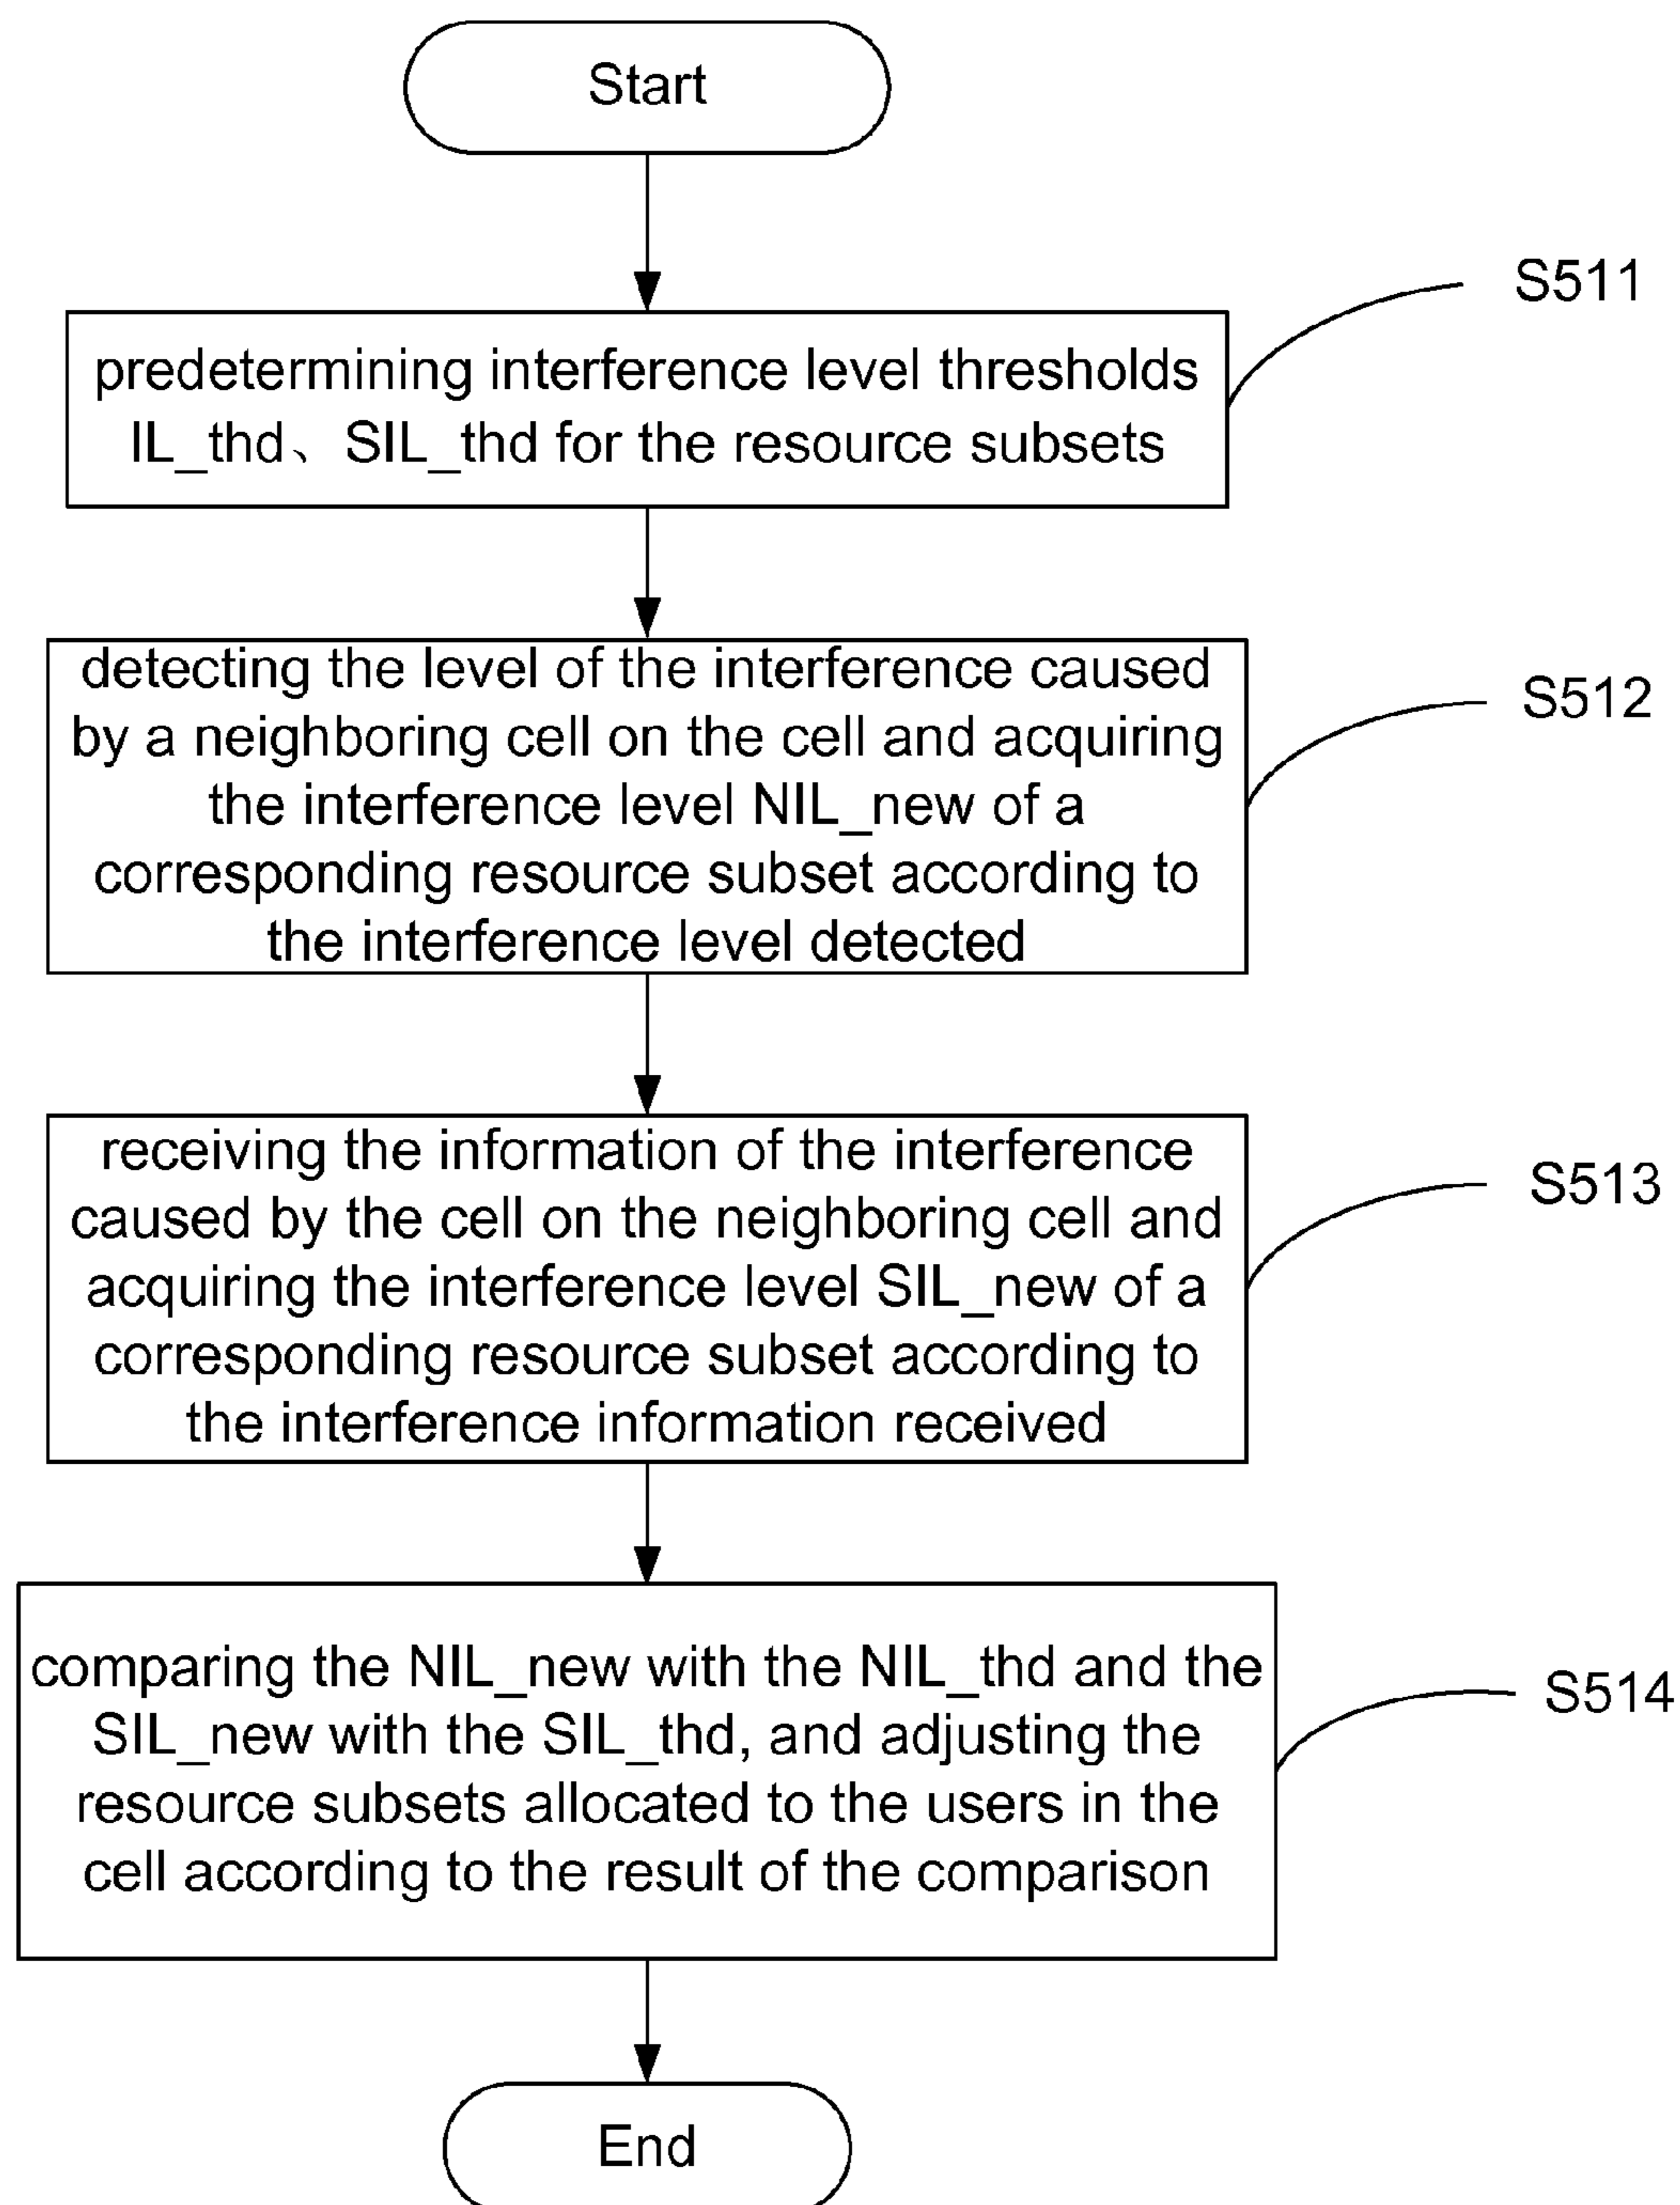 Start
S511
predetermining interference level thresholds
IL_thd、SIL_thd for the resource subsets
S512
detecting the level of the interference caused
by a neighboring cell on the cell and acquiring
the interference level NIL_new of a
corresponding resource subset according to
the interference level detected
S513
receiving the information of the interference
caused by the cell on the neighboring cell and
acquiring the interference level SIL_new of a
corresponding resource subset according to
the interference information received
S514
comparing the NIL_new with the NIL_thd and the
SIL_new with the SIL_thd, and adjusting the
resource subsets allocated to the users in the
cell according to the result of the comparison
End